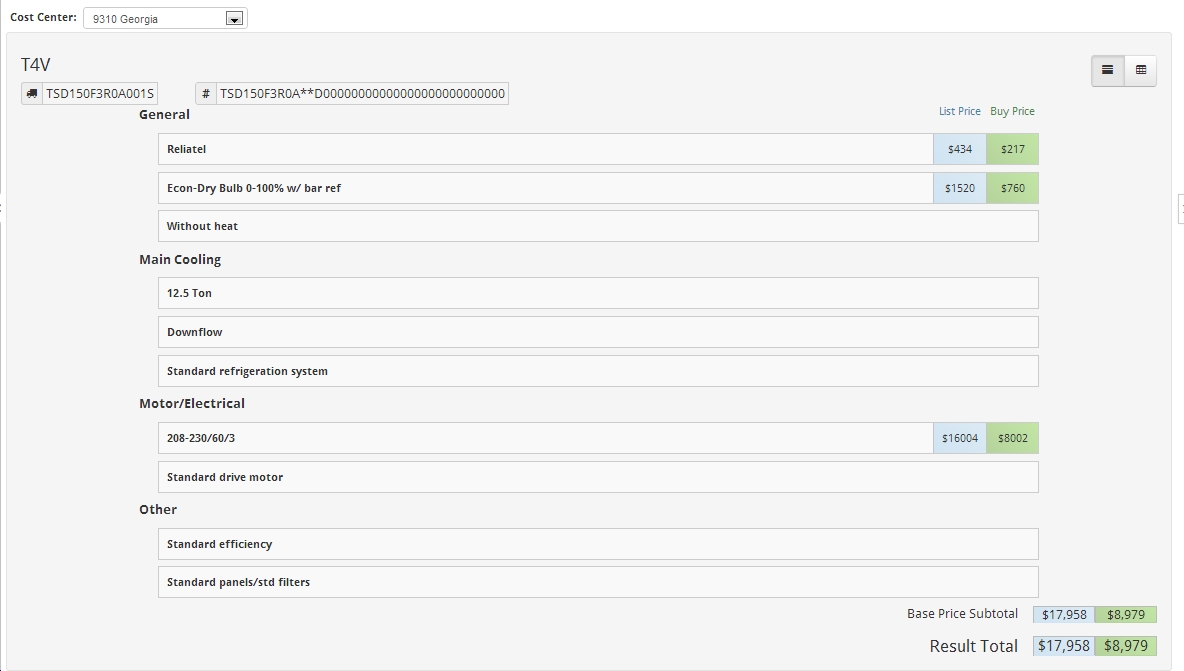 Cost Center: 9310 Georgia
T4V
TSD150F3R0A001S # TSD150F3R0A**D00000000000000000000000000
General List Price Buy Price
Reliatel $434 $217
Econ-Dry Bulb 0-100% w/ bar ref $1520 $760
Without heat
Main Cooling
12.5 Ton
Downflow
Standard refrigeration system
Motor/Electrical
208-230/60/3 $16004 $8002
Standard drive motor
Other
Standard efficiency
Standard panels/std filters
Base Price Subtotal $17,958 $8,979
Result Total $17,958 $8,979